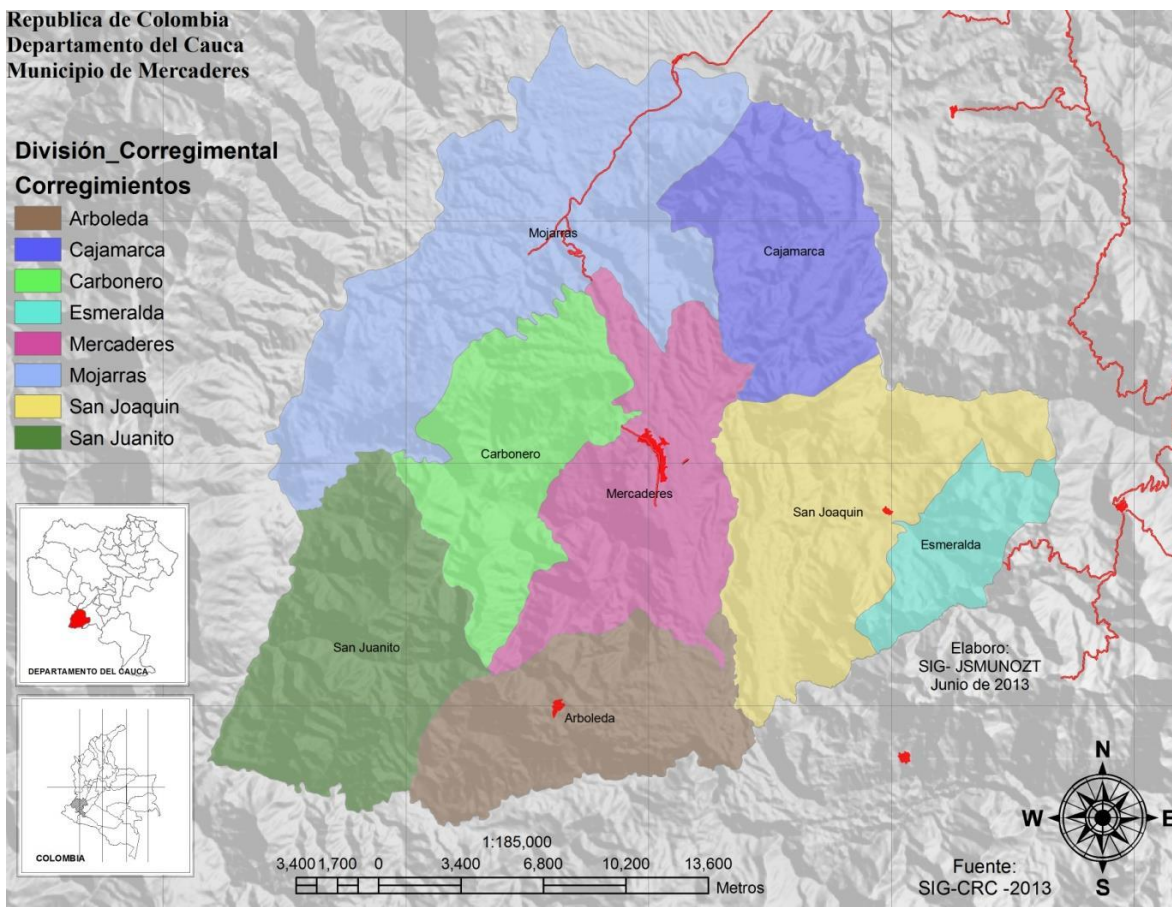 Republica de Colombia
Departamento del Cauca
Municipio de Mercaderes
División_Corregimental
Corregimientos
Arboleda
Cajamarca
Carbonero
Esmeralda
Mercaderes
Mojarras
San Joaquin
San Juanito
DEPARTAMENTO DEL CAUCA
COLOMBIA
Mojarras
Cajamarca
Carbonero
Mercaderes
San Joaquin
Esmeralda
San Juanito
Arboleda
Elaboro:
SIG- JSMUNOZT
Junio de 2013
N
W E
S
1:185,000
3,400 1,700 0 3,400 6,800 10,200 13,600
Metros
Fuente:
SIG-CRC -2013